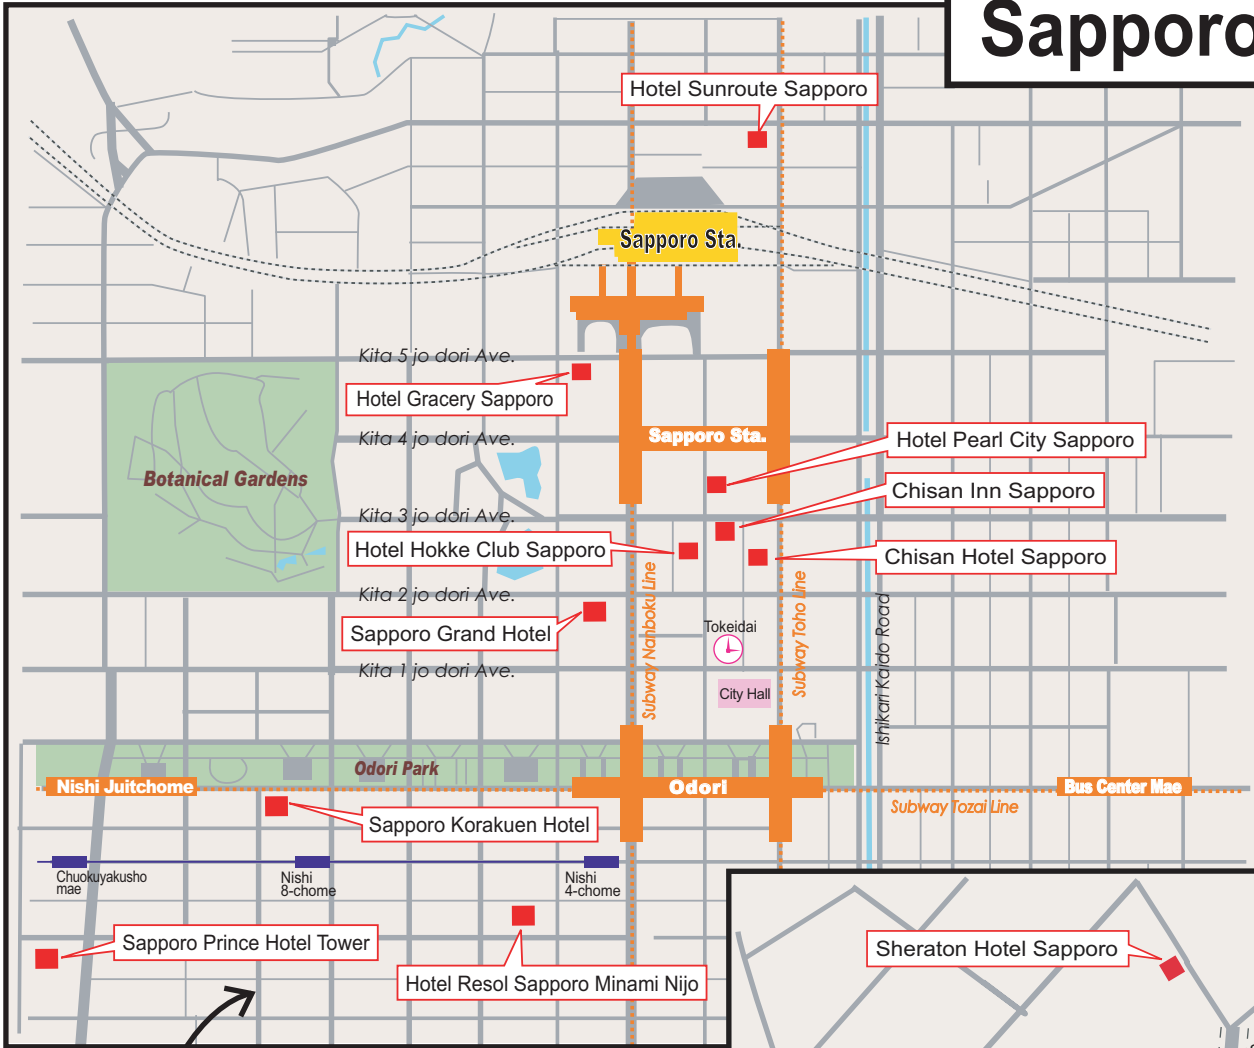 Sapporo
Hotel Sunroute Sapporo
Sapporo Sta.
Kita 5 jo dori Ave.
Hotel Gracery Sapporo
Kita 4 jo dori Ave.
Sapporo Sta.
Hotel Pearl City Sapporo
Botanical Gardens
Chisan Inn Sapporo
Kita 3 jo dori Ave.
Hotel Hokke Club Sapporo
Chisan Hotel Sapporo
Kita 2 jo dori Ave.
Sapporo Grand Hotel
Subway Nanboku Line
Tokeidai
Subway Toho Line
Ishikari Kaido Road
Kita 1 jo dori Ave.
City Hall
Odori Park
Nishi Juitchome
Odori
Bus Center Mae
Subway Tozai Line
Sapporo Korakuen Hotel
Chuokuyakusho
mae
Nishi
8-chome
Nishi
4-chome
Sapporo Prince Hotel Tower
Hotel Resol Sapporo Minami Nijo
Sheraton Hotel Sapporo